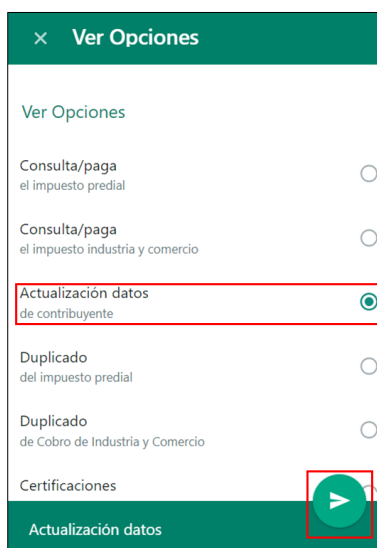 × Ver Opciones
Ver Opciones
Consulta/paga
el impuesto predial
Consulta/paga
el impuesto industria y comercio
Actualización datos
de contribuyente
Duplicado
del impuesto predial
Duplicado
de Cobro de Industria y Comercio
Certificaciones
Actualización datos